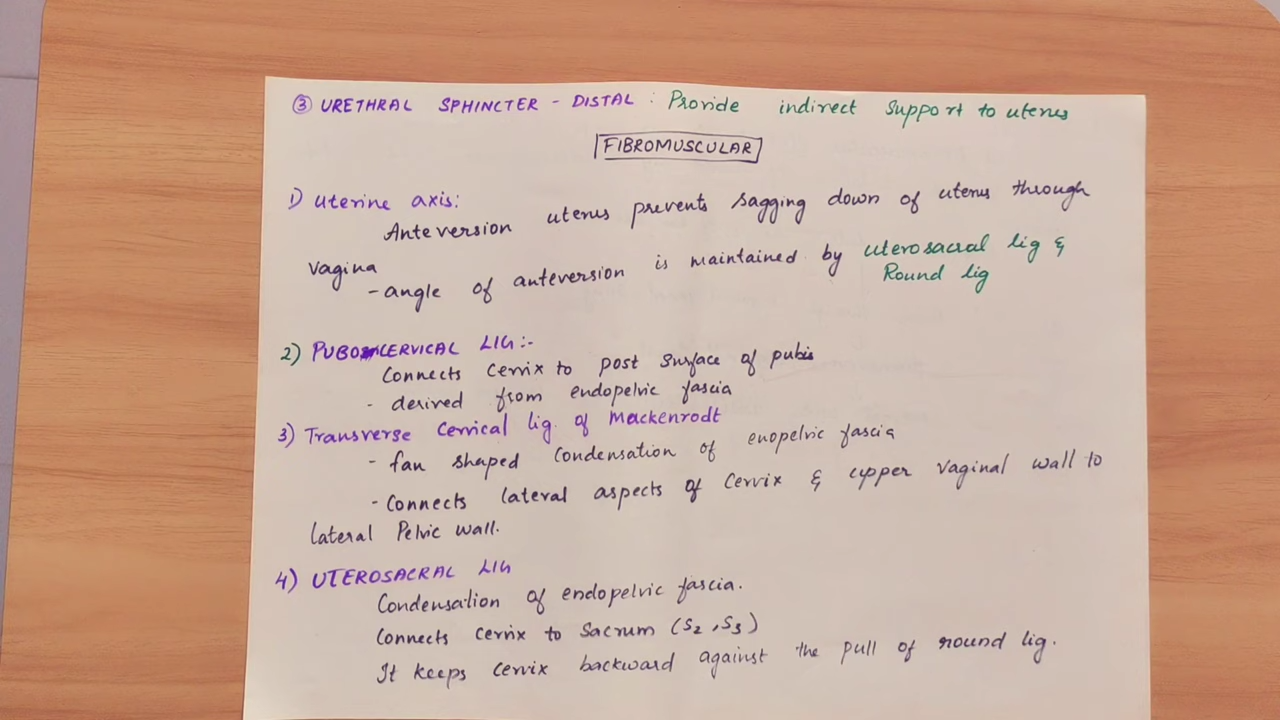 ③ URETHRAL SPHINCTER - DISTAL : Provide indirect support to uterus
FIBROMUSCULAR
1) Uterine axis:
Anteversion uterus prevents sagging down of uterus through
vagina
- angle of anteversion is maintained by uterosacral lig &
Round lig
2) PUBOCERVICAL LIG:-
Connects cervix to post surface of pubis
- derived from endopelvic fascia
3) Transverse Cervical lig. of Mackenrodt
- fan shaped condensation of enopelvic fascia
- Connects lateral aspects of cervix & upper vaginal wall to
lateral Pelvic wall.
4) UTEROSACRAL LIG
Condensation of endopelvic fascia.
Connects cervix to sacrum (S2, S3)
It keeps cervix backward against the pull of round lig.